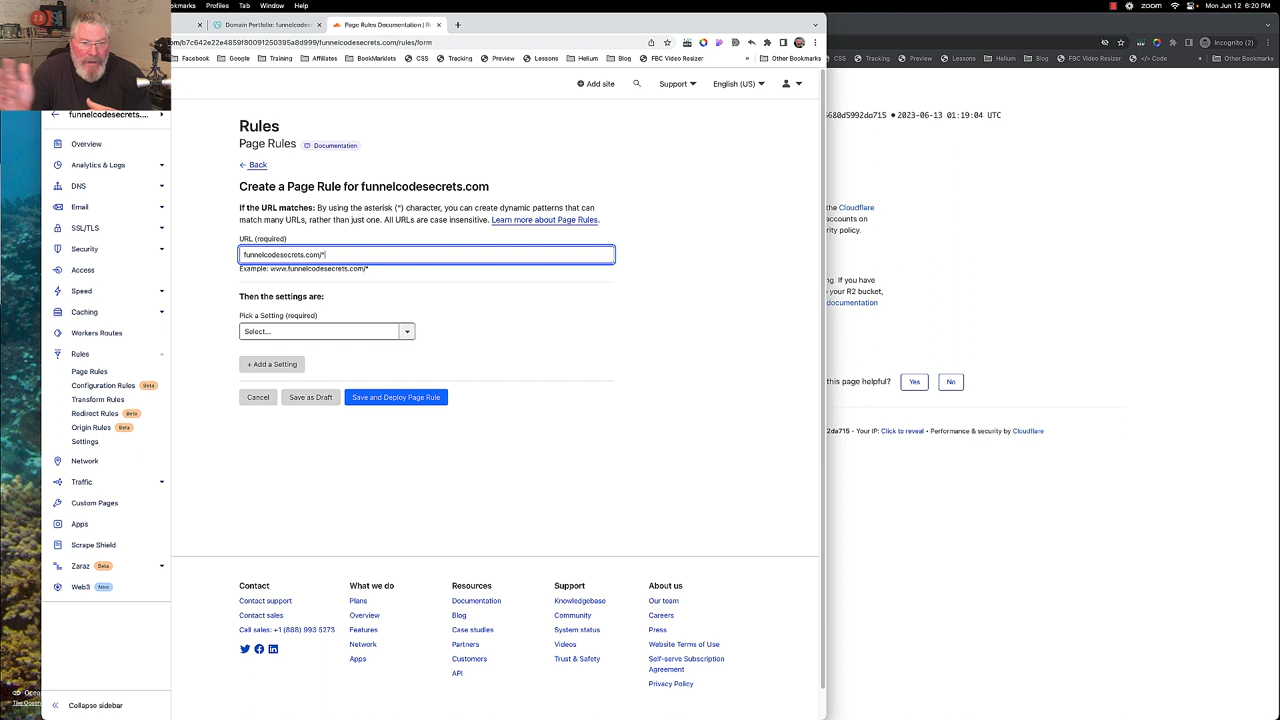 okmarks Profiles Tab Window Help
zoom Mon Jun 12 6:20 PM
Domain Portfolio: funnelcodesec
Page Rules Documentation | Ru
com/b7c642e22e4859f80091250395a8d999/funnelcodesecrets.com/rules/form
Incognito (2)
Facebook Google Training Affiliates BookMarklets CSS Tracking Preview Lessons Helium Blog FBC Video Resizer » Other Bookmarks
CSS Tracking Preview Lessons Helium Blog FBC Video Resizer </> Code » Other Bookmarks
Add site Support English (US)
funnelcodesecrets....
Overview
Analytics & Logs
DNS
Email
SSL/TLS
Security
Access
Speed
Caching
Workers Routes
Rules
Page Rules
Configuration Rules Beta
Transform Rules
Redirect Rules Beta
Origin Rules Beta
Settings
Network
Traffic
Custom Pages
Apps
Scrape Shield
Zaraz Beta
Web3 New
Collapse sidebar
Rules
Page Rules Documentation
← Back
Create a Page Rule for funnelcodesecrets.com
If the URL matches: By using the asterisk (*) character, you can create dynamic patterns that can
match many URLs, rather than just one. All URLs are case insensitive. Learn more about Page Rules.
URL (required)
funnelcodesecrets.com/*
Example: www.funnelcodesecrets.com/*
Then the settings are:
Pick a Setting (required)
Select...
+ Add a Setting
Cancel Save as Draft Save and Deploy Page Rule
Contact
Contact support
Contact sales
Call sales: +1 (888) 993 5273
What we do
Plans
Overview
Features
Network
Apps
Resources
Documentation
Blog
Case studies
Partners
Customers
API
Support
Knowledgebase
Community
System status
Videos
Trust & Safety
About us
Our team
Careers
Press
Website Terms of Use
Self-serve Subscription
Agreement
Privacy Policy
680d5992da715 • 2023-06-13 01:19:04 UTC
the Cloudflare
accounts on
rity policy.
ing. If you have
your R2 bucket,
documentation
this page helpful? Yes No
2da715 • Your IP: Click to reveal • Performance & security by Cloudflare